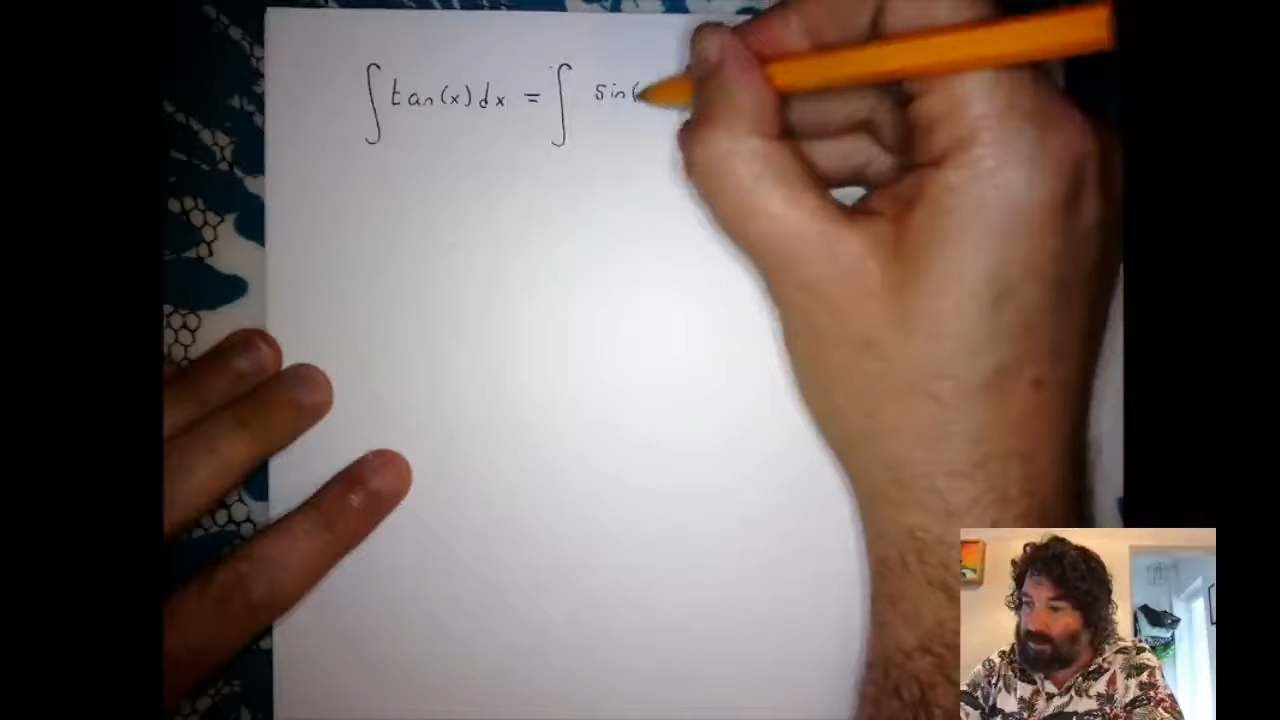 ∫ tan(x) dx = ∫ sin(